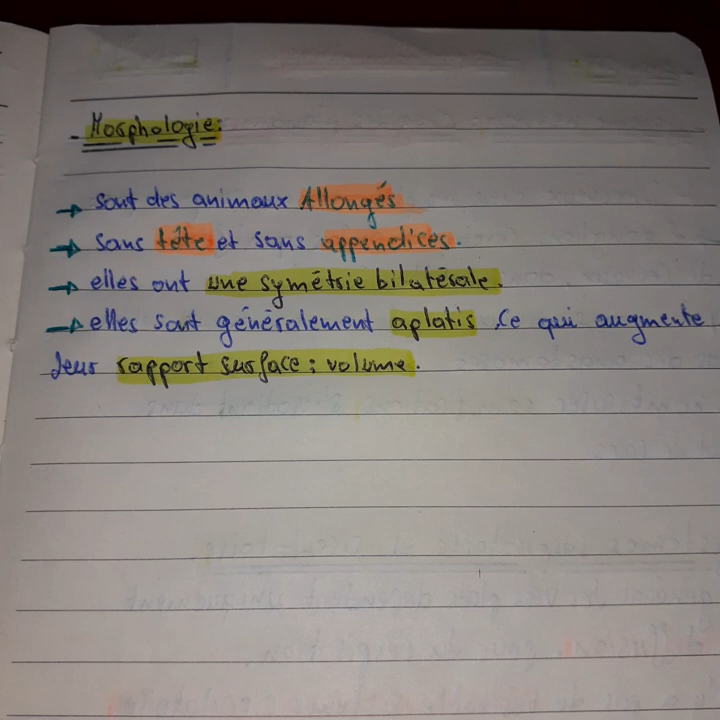 - Morphologie:
→ sont des animaux Allongés
→ sans tête et sans appendices.
→ elles ont une symétrie bilatérale.
→ elles sont généralement aplatis, ce qui augmente
leur rapport surface : volume.